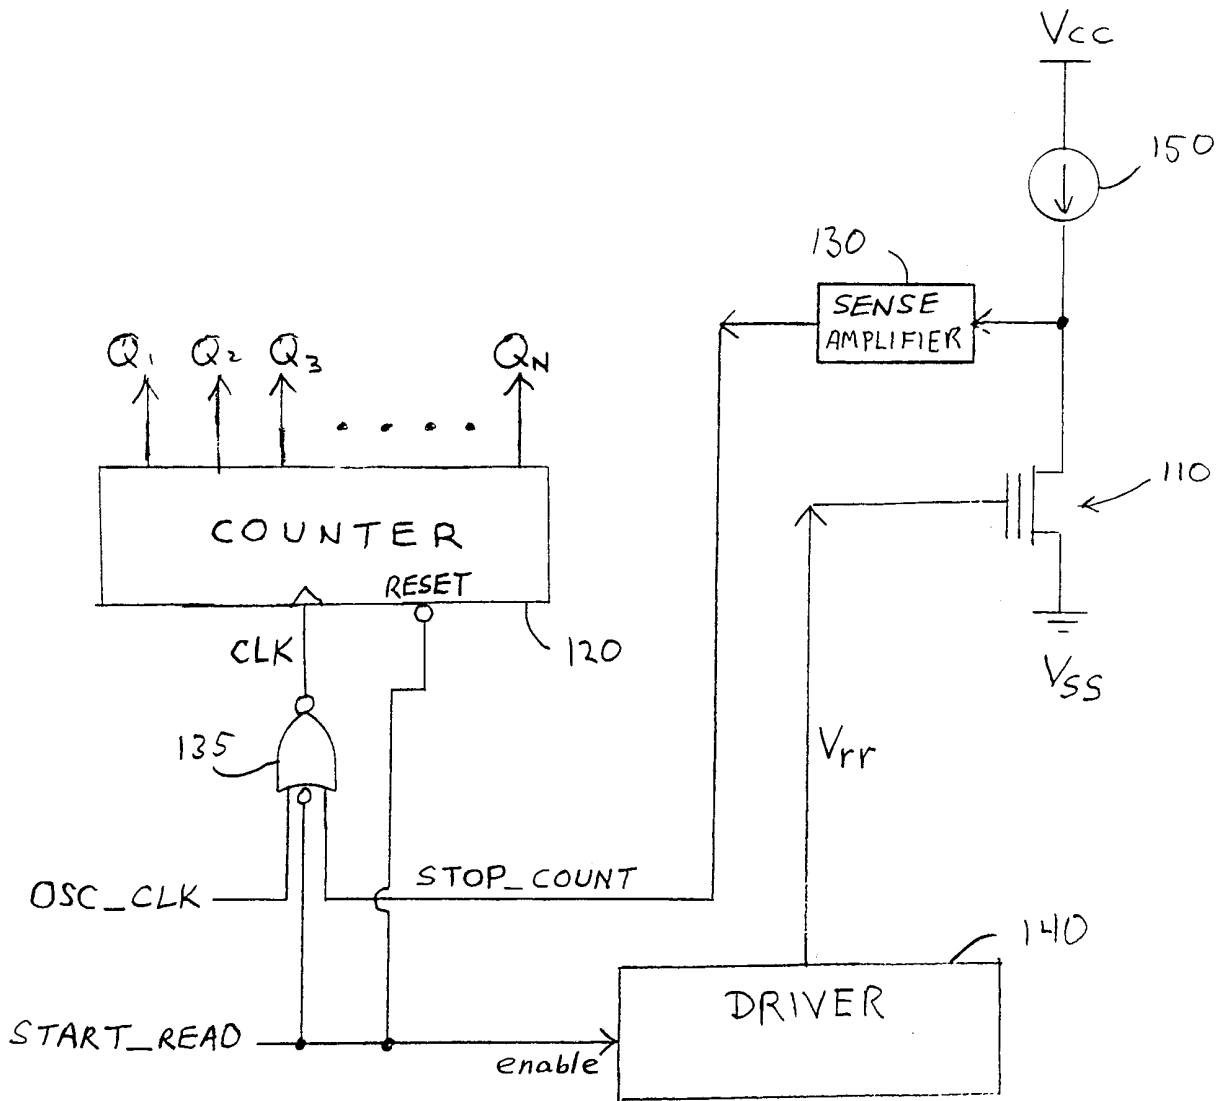 Vcc
150
130
SENSE
AMPLIFIER
Q1 Q2 Q3 QN
110
COUNTER
RESET
CLK
120
VSS
135
Vrr
STOP_COUNT
OSC_CLK
140
DRIVER
START_READ
enable